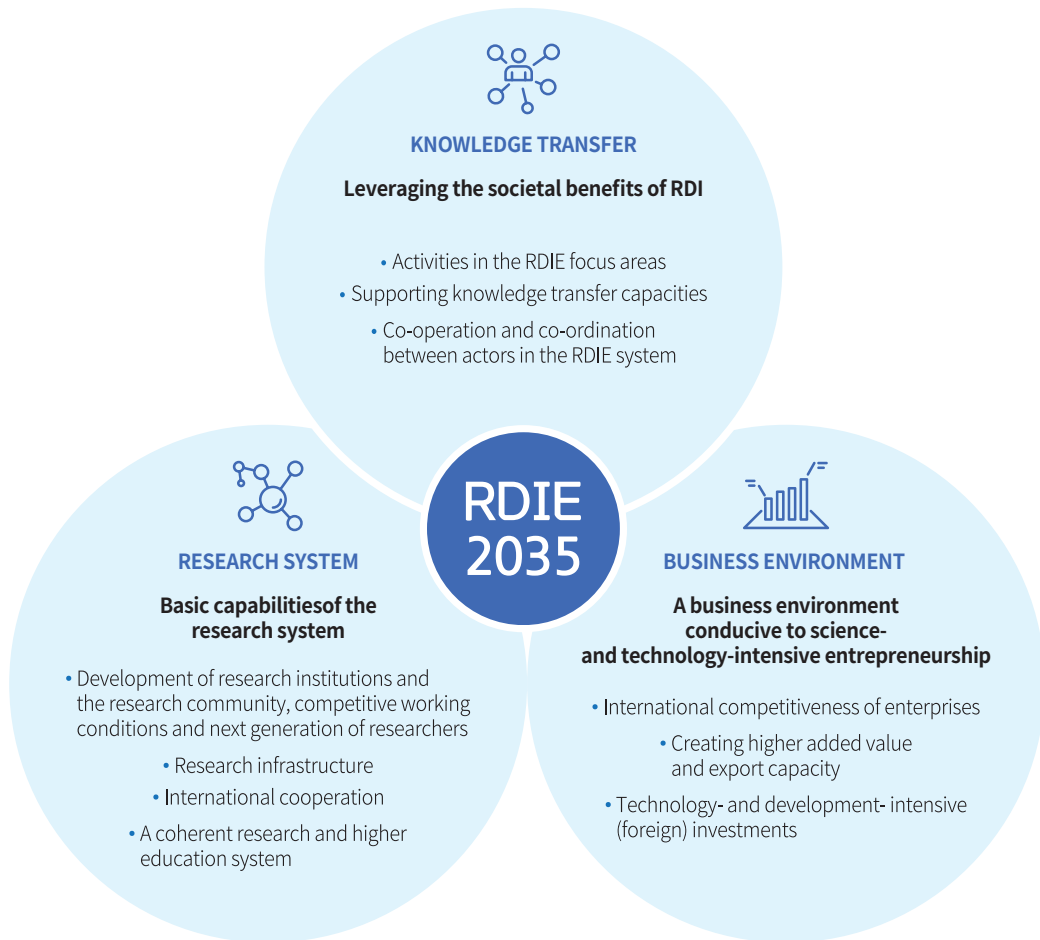 KNOWLEDGE TRANSFER
Leveraging the societal benefits of RDI
• Activities in the RDIE focus areas
• Supporting knowledge transfer capacities
• Co-operation and co-ordination
between actors in the RDIE system
RDIE
2035
RESEARCH SYSTEM
Basic capabilitiesof the
research system
• Development of research institutions and
the research community, competitive working
conditions and next generation of researchers
• Research infrastructure
• International cooperation
• A coherent research and higher
education system
BUSINESS ENVIRONMENT
A business environment
conducive to science-
and technology-intensive entrepreneurship
• International competitiveness of enterprises
• Creating higher added value
and export capacity
• Technology- and development- intensive
(foreign) investments